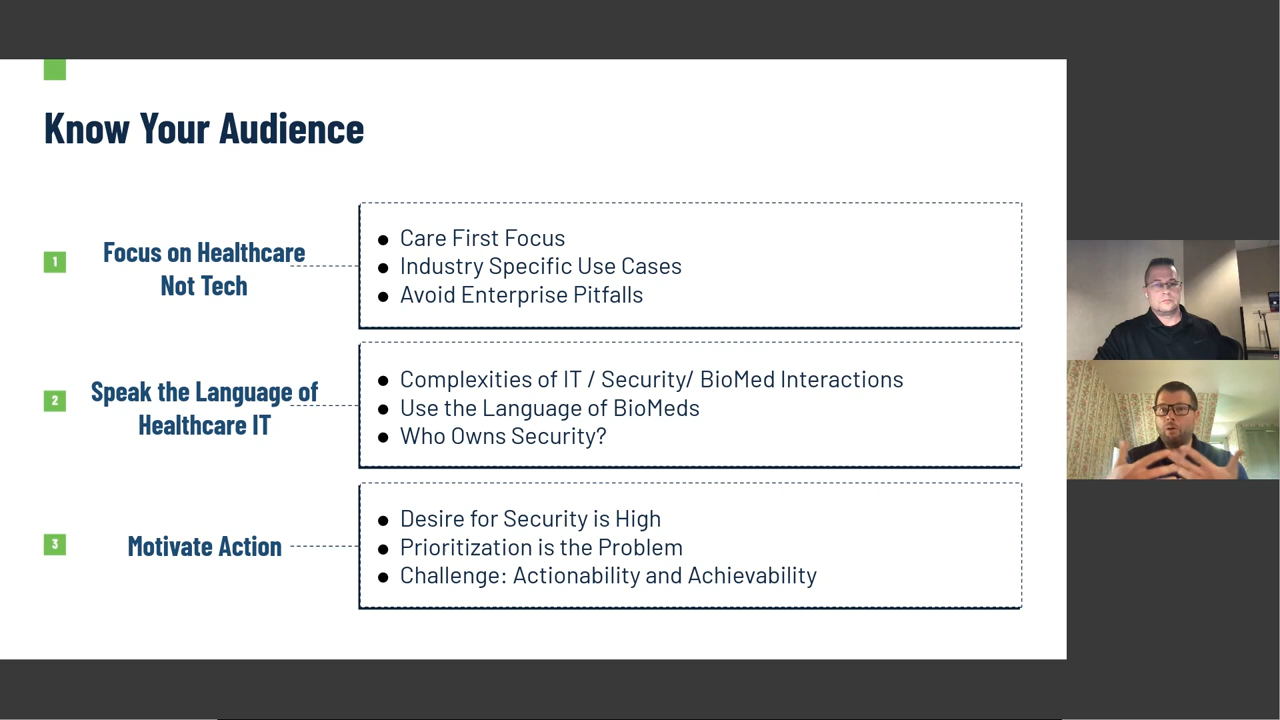 Know Your Audience
1
Focus on Healthcare
Not Tech
● Care First Focus
● Industry Specific Use Cases
● Avoid Enterprise Pitfalls
2
Speak the Language of
Healthcare IT
● Complexities of IT / Security/ BioMed Interactions
● Use the Language of BioMeds
● Who Owns Security?
3
Motivate Action
● Desire for Security is High
● Prioritization is the Problem
● Challenge: Actionability and Achievability